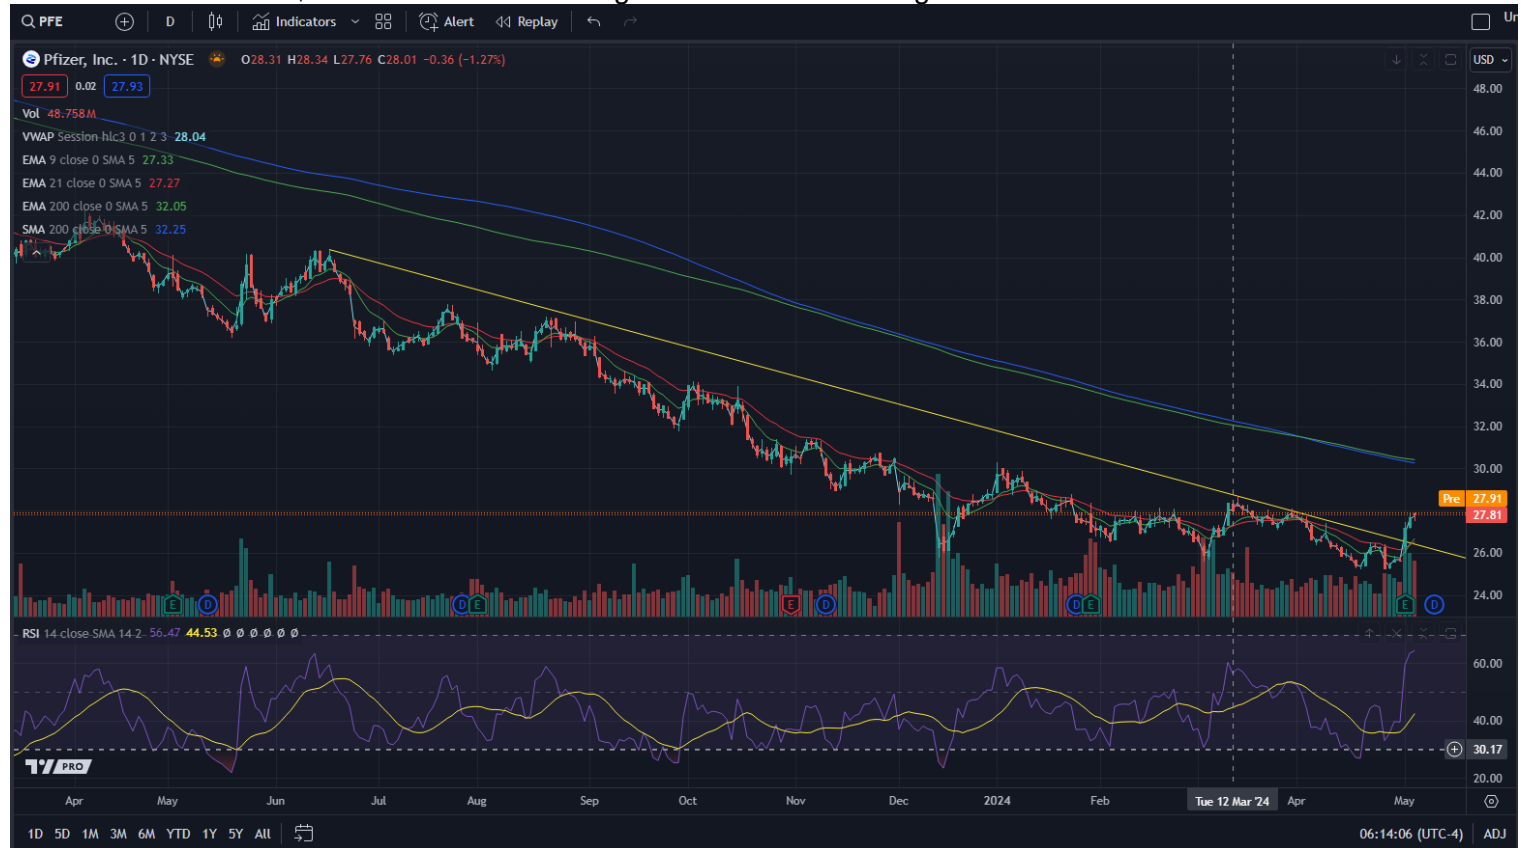 PFE D Indicators Alert Replay Un
Pfizer, Inc. · 1D · NYSE O28.31 H28.34 L27.76 C28.01 −0.36 (−1.27%) USD
27.91 0.02 27.93
Vol 48.758M
VWAP Session hlc3 0 1 2 3 28.04
EMA 9 close 0 SMA 5 27.33
EMA 21 close 0 SMA 5 27.27
EMA 200 close 0 SMA 5 32.05
SMA 200 close 0 SMA 5 32.25
48.00
46.00
44.00
42.00
40.00
38.00
36.00
34.00
32.00
30.00
Pre 27.91
27.81
26.00
24.00
E D D E E D D E E D
RSI 14 close SMA 14 2 56.47 44.53 Ø Ø Ø Ø Ø Ø
60.00
40.00
30.17
20.00
TV PRO
Apr May Jun Jul Aug Sep Oct Nov Dec 2024 Feb Tue 12 Mar '24 Apr May
1D 5D 1M 3M 6M YTD 1Y 5Y All 06:14:06 (UTC-4) ADJ